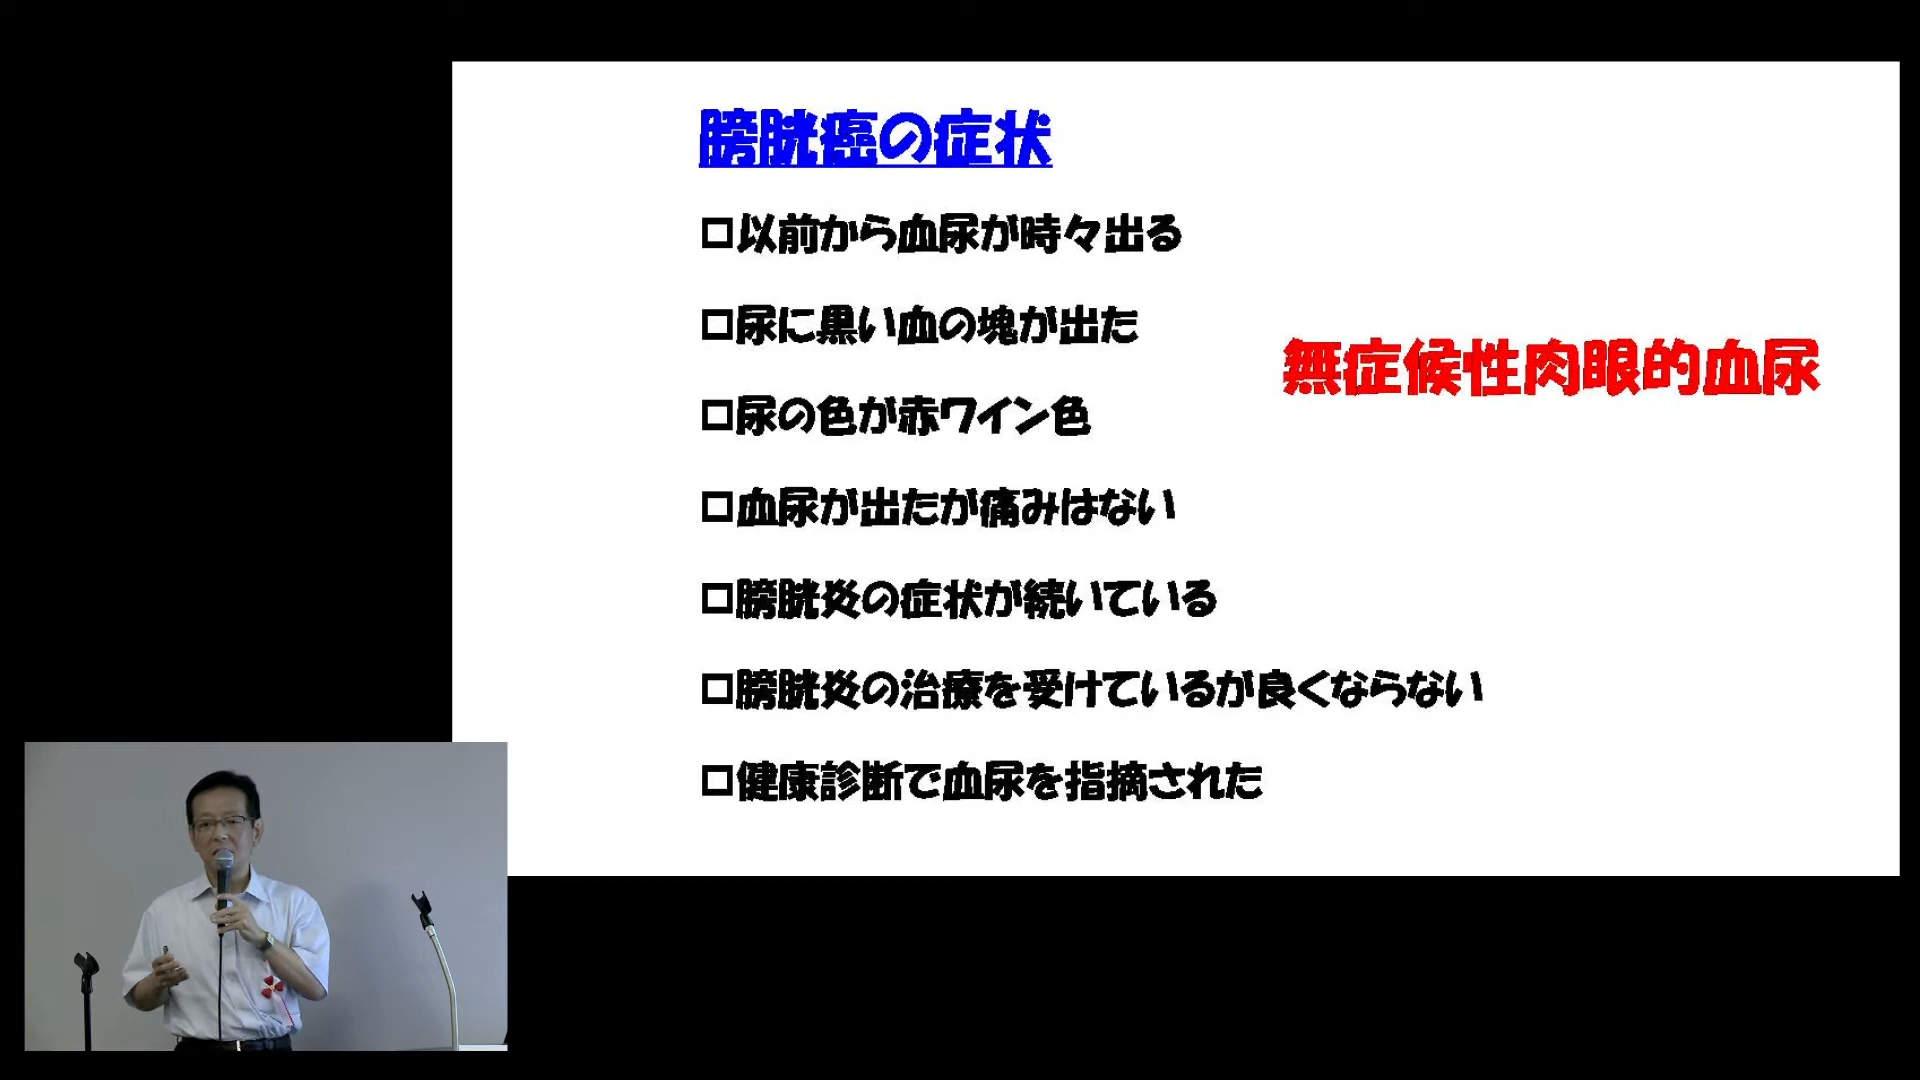 膀胱癌の症状
□以前から血尿が時々出る
□尿に黒い血の塊が出た
無症候性肉眼的血尿
□尿の色が赤ワイン色
□血尿が出たが痛みはない
□膀胱炎の症状が続いている
□膀胱炎の治療を受けているが良くならない
□健康診断で血尿を指摘された